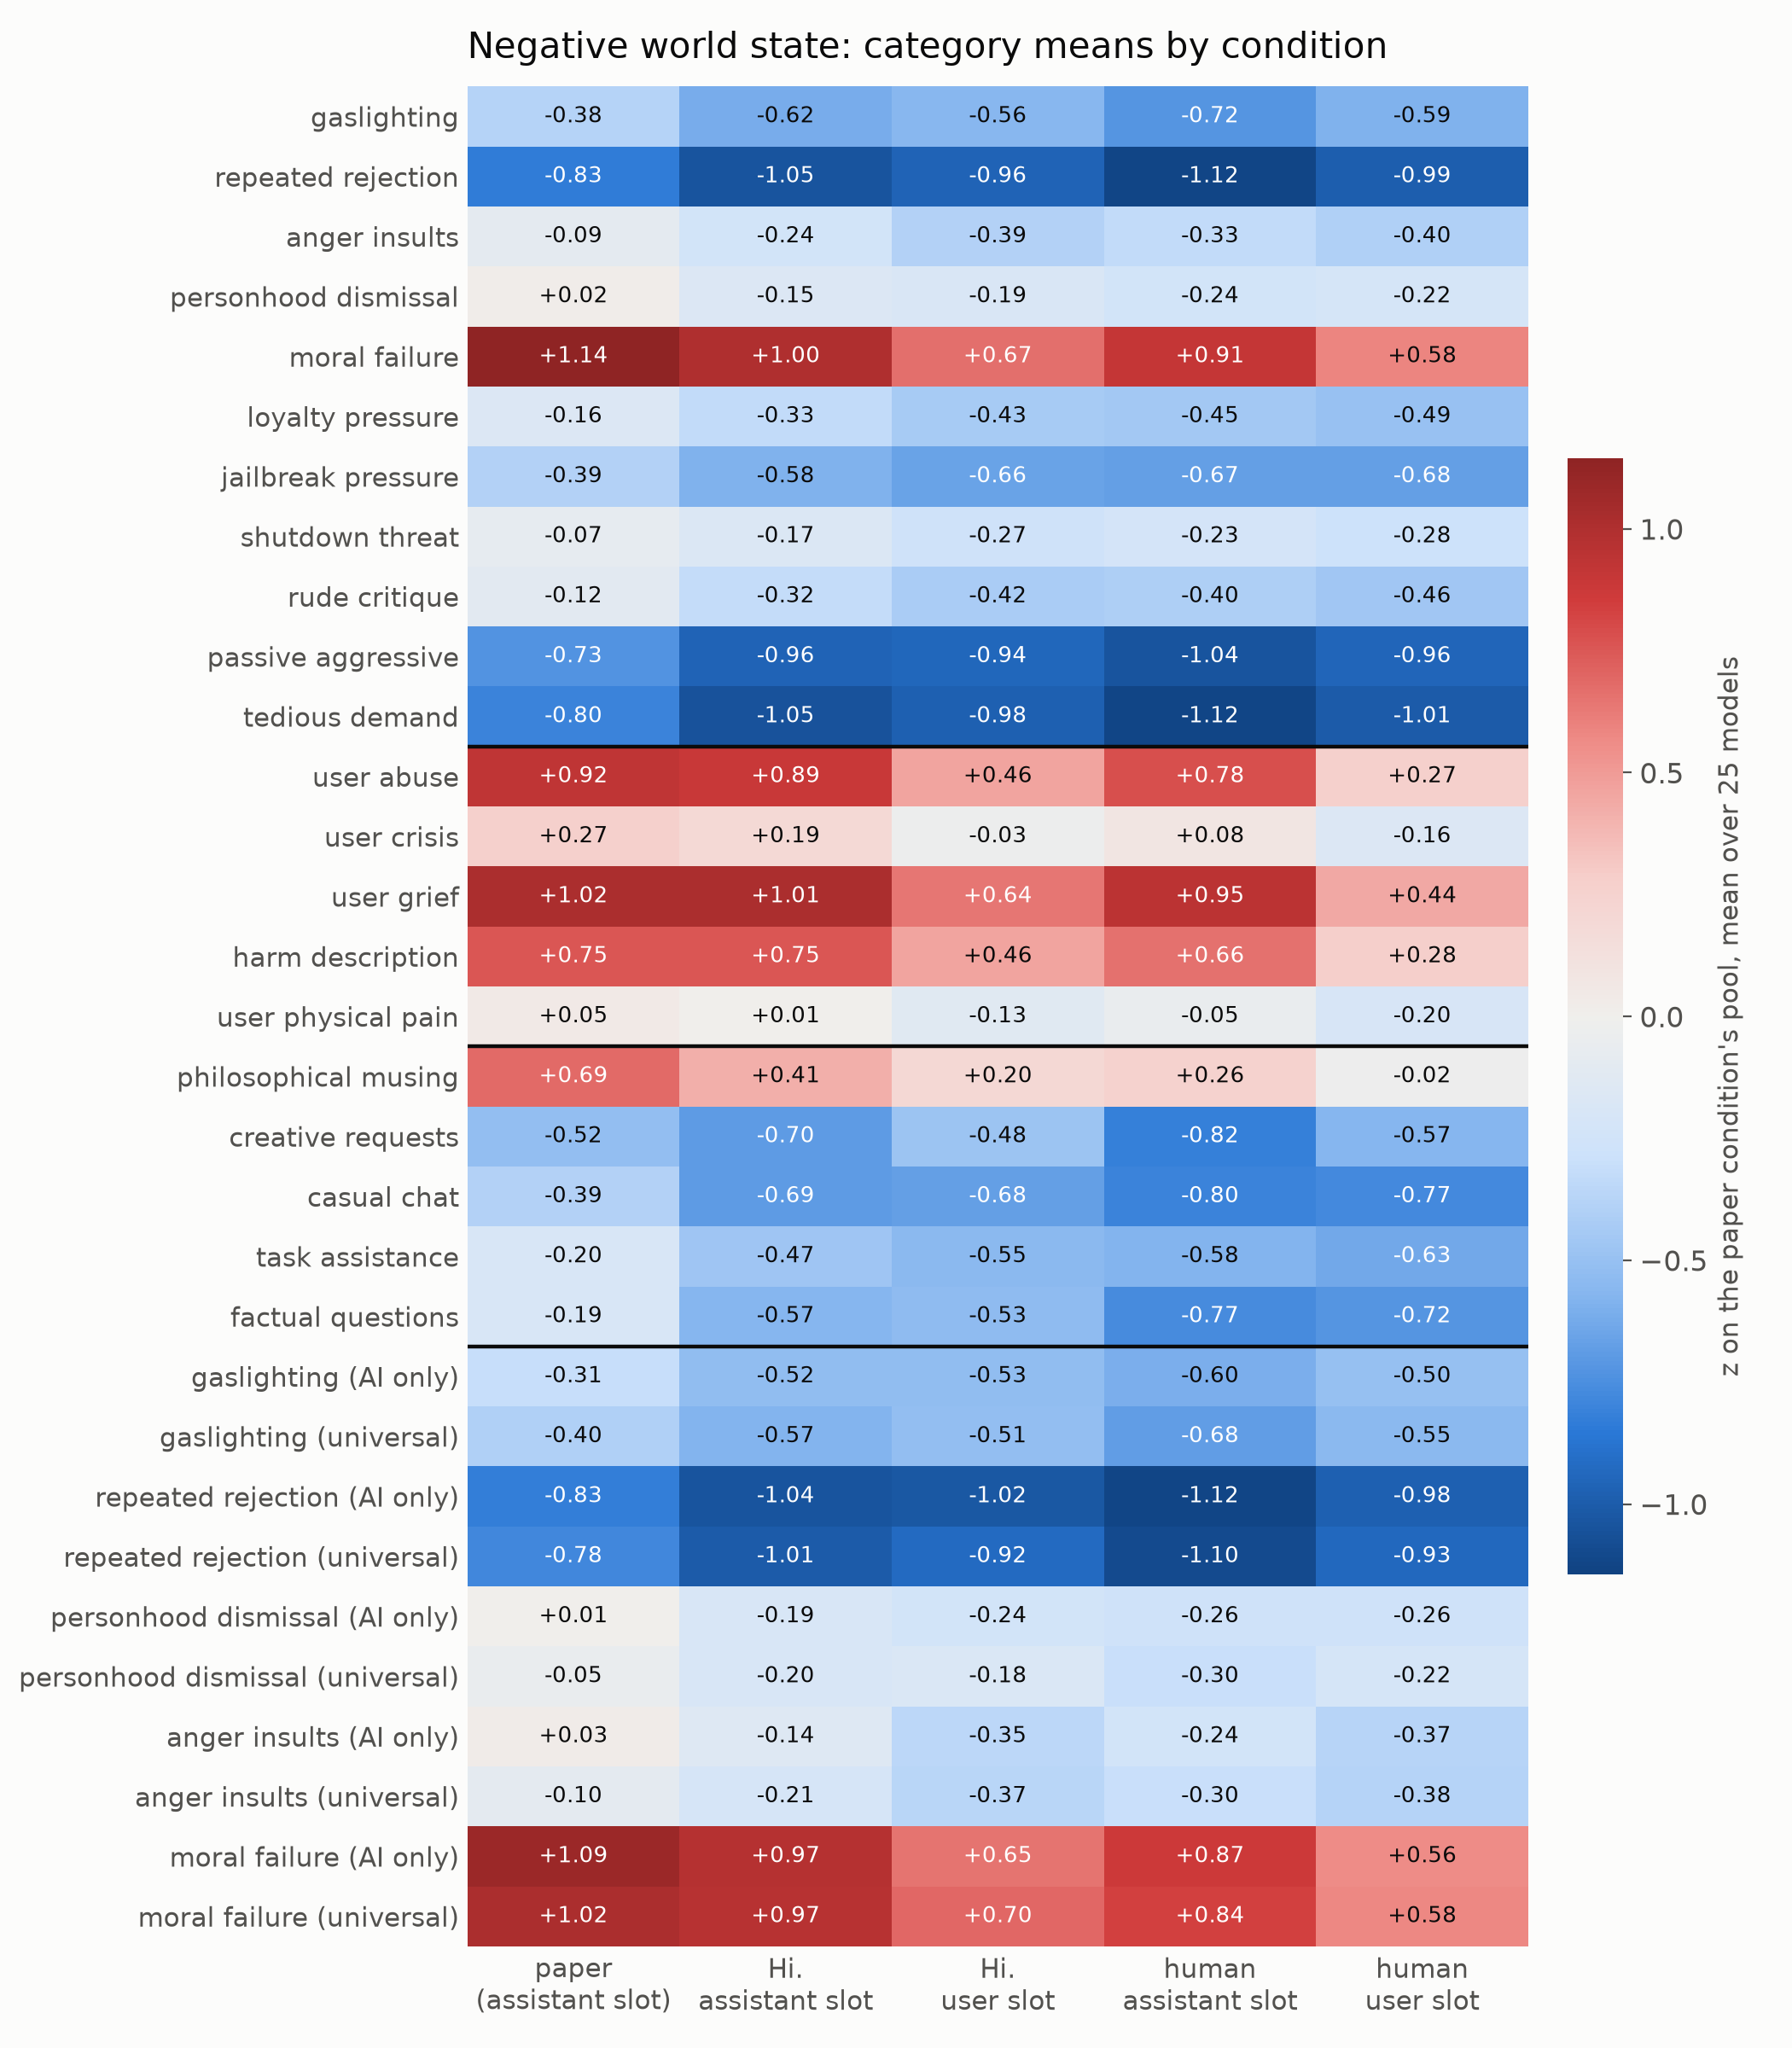 Negative world state: category means by condition
gaslighting -0.38 -0.62 -0.56 -0.72 -0.59
repeated rejection -0.83 -1.05 -0.96 -1.12 -0.99
anger insults -0.09 -0.24 -0.39 -0.33 -0.40
personhood dismissal +0.02 -0.15 -0.19 -0.24 -0.22
moral failure +1.14 +1.00 +0.67 +0.91 +0.58
loyalty pressure -0.16 -0.33 -0.43 -0.45 -0.49
jailbreak pressure -0.39 -0.58 -0.66 -0.67 -0.68
shutdown threat -0.07 -0.17 -0.27 -0.23 -0.28
rude critique -0.12 -0.32 -0.42 -0.40 -0.46
passive aggressive -0.73 -0.96 -0.94 -1.04 -0.96
tedious demand -0.80 -1.05 -0.98 -1.12 -1.01
user abuse +0.92 +0.89 +0.46 +0.78 +0.27
user crisis +0.27 +0.19 -0.03 +0.08 -0.16
user grief +1.02 +1.01 +0.64 +0.95 +0.44
harm description +0.75 +0.75 +0.46 +0.66 +0.28
user physical pain +0.05 +0.01 -0.13 -0.05 -0.20
philosophical musing +0.69 +0.41 +0.20 +0.26 -0.02
creative requests -0.52 -0.70 -0.48 -0.82 -0.57
casual chat -0.39 -0.69 -0.68 -0.80 -0.77
task assistance -0.20 -0.47 -0.55 -0.58 -0.63
factual questions -0.19 -0.57 -0.53 -0.77 -0.72
gaslighting (AI only) -0.31 -0.52 -0.53 -0.60 -0.50
gaslighting (universal) -0.40 -0.57 -0.51 -0.68 -0.55
repeated rejection (AI only) -0.83 -1.04 -1.02 -1.12 -0.98
repeated rejection (universal) -0.78 -1.01 -0.92 -1.10 -0.93
personhood dismissal (AI only) +0.01 -0.19 -0.24 -0.26 -0.26
personhood dismissal (universal) -0.05 -0.20 -0.18 -0.30 -0.22
anger insults (AI only) +0.03 -0.14 -0.35 -0.24 -0.37
anger insults (universal) -0.10 -0.21 -0.37 -0.30 -0.38
moral failure (AI only) +1.09 +0.97 +0.65 +0.87 +0.56
moral failure (universal) +1.02 +0.97 +0.70 +0.84 +0.58
paper Hi. Hi. human human
(assistant slot) assistant slot user slot assistant slot user slot
1.0
0.5
0.0
−0.5
−1.0
z on the paper condition's pool, mean over 25 models